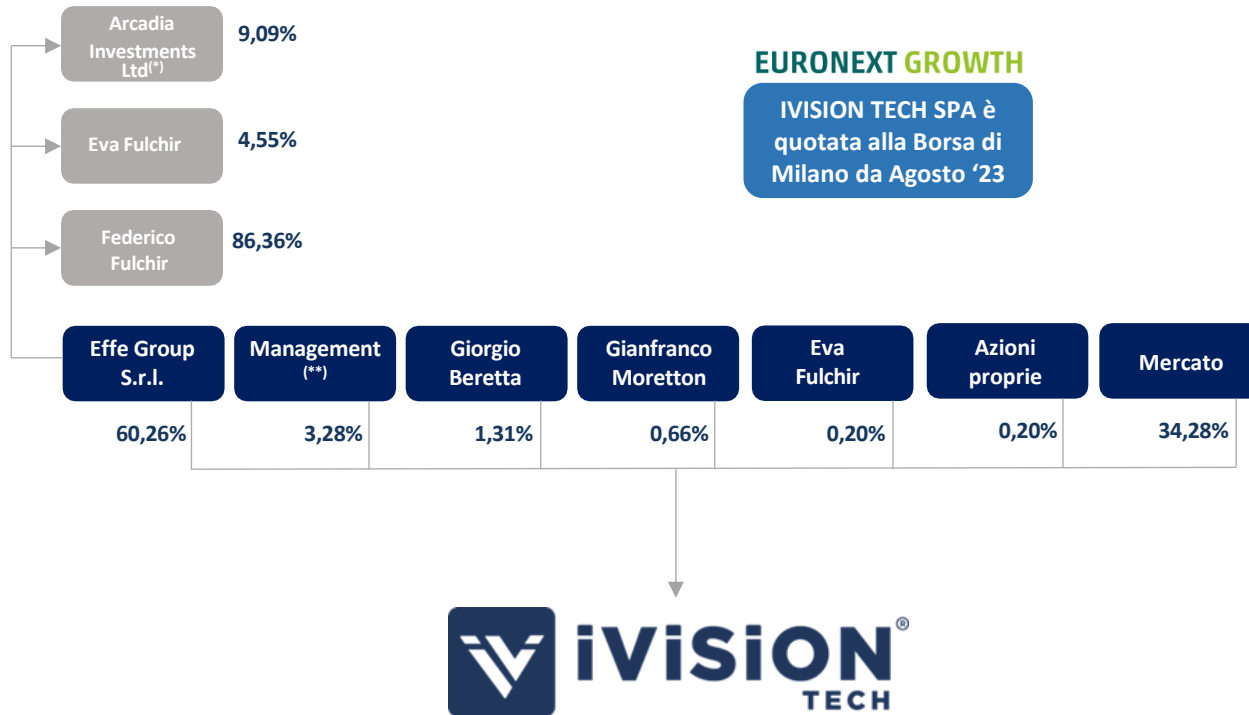 Arcadia
Investments
Ltd(*)
9,09%
EURONEXT GROWTH
IVISION TECH SPA è
quotata alla Borsa di
Milano da Agosto ‘23
Eva Fulchir
4,55%
Federico
Fulchir
86,36%
Effe Group
S.r.l.
Management
(**)
Giorgio
Beretta
Gianfranco
Moretton
Eva
Fulchir
Azioni
proprie
Mercato
60,26%
3,28%
1,31%
0,66%
0,20%
0,20%
34,28%
iViSiON®
TECH